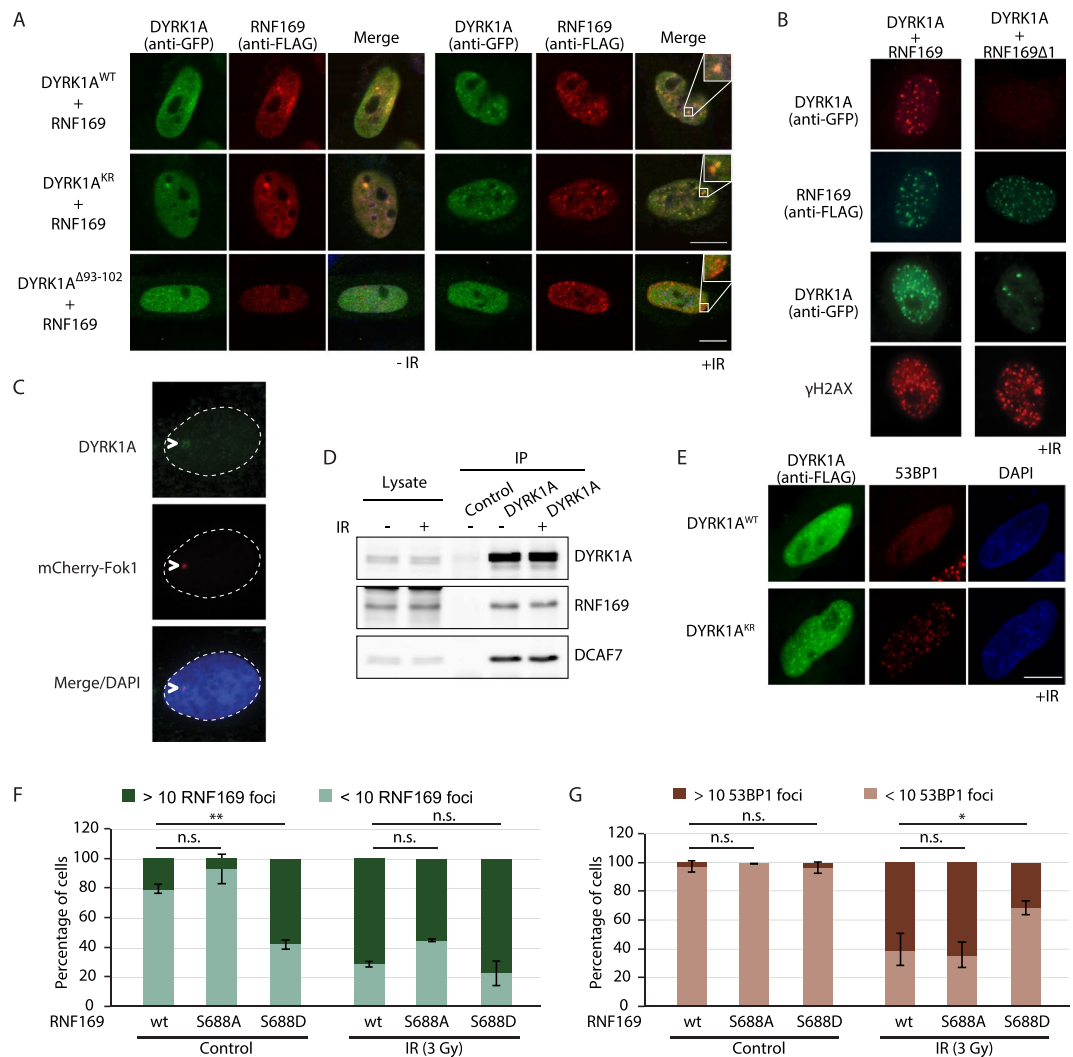 A
DYRK1A
(anti-GFP)
RNF169
(anti-FLAG)
Merge
DYRK1A
(anti-GFP)
RNF169
(anti-FLAG)
Merge
DYRK1A^WT
+
RNF169
DYRK1A^KR
+
RNF169
DYRK1A^Δ93-102
+
RNF169
- IR
+IR
B
DYRK1A
+
RNF169
DYRK1A
+
RNF169Δ1
DYRK1A
(anti-GFP)
RNF169
(anti-FLAG)
DYRK1A
(anti-GFP)
γH2AX
+IR
C
DYRK1A
mCherry-Fok1
Merge/DAPI
D
IP
Lysate
Control
DYRK1A
DYRK1A
IR - + - - +
DYRK1A
RNF169
DCAF7
E
DYRK1A
(anti-FLAG)
53BP1
DAPI
DYRK1A^WT
DYRK1A^KR
+IR
F
> 10 RNF169 foci
< 10 RNF169 foci
**
n.s.
n.s.
n.s.
Percentage of cells
120
100
80
60
40
20
0
RNF169 wt S688A S688D wt S688A S688D
Control IR (3 Gy)
G
> 10 53BP1 foci
< 10 53BP1 foci
n.s.
n.s.
*
n.s.
Percentage of cells
120
100
80
60
40
20
0
RNF169 wt S688A S688D wt S688A S688D
Control IR (3 Gy)